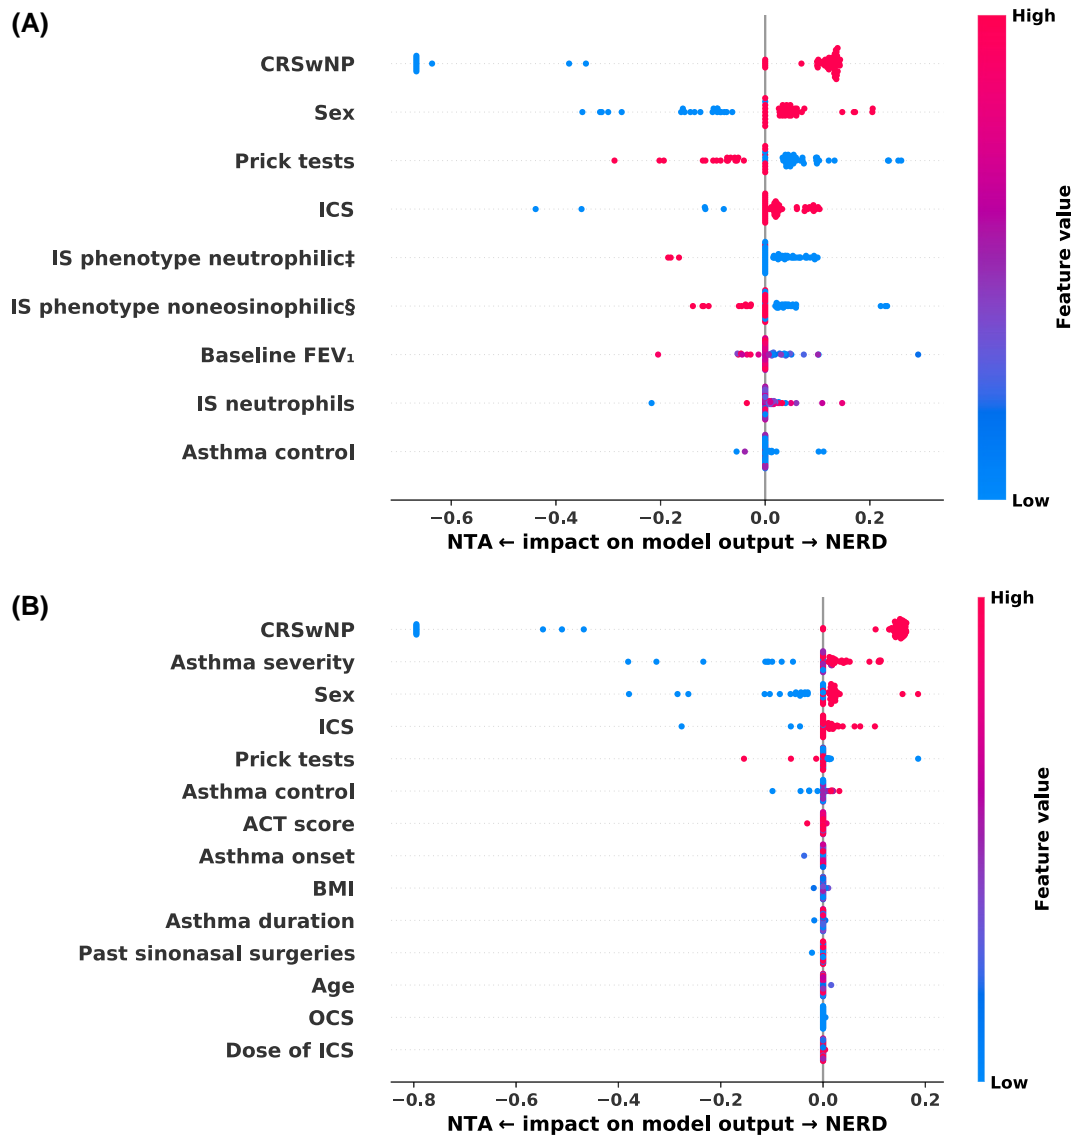 (A)
High
CRSwNP
Sex
Prick tests
ICS
IS phenotype neutrophilic‡
IS phenotype noneosinophilic§
Baseline FEV₁
IS neutrophils
Asthma control
Feature value
Low
−0.6 −0.4 −0.2 0.0 0.2
NTA ← impact on model output → NERD
(B)
High
CRSwNP
Asthma severity
Sex
ICS
Prick tests
Asthma control
ACT score
Asthma onset
BMI
Asthma duration
Past sinonasal surgeries
Age
OCS
Dose of ICS
Feature value
Low
−0.8 −0.6 −0.4 −0.2 0.0 0.2
NTA ← impact on model output → NERD